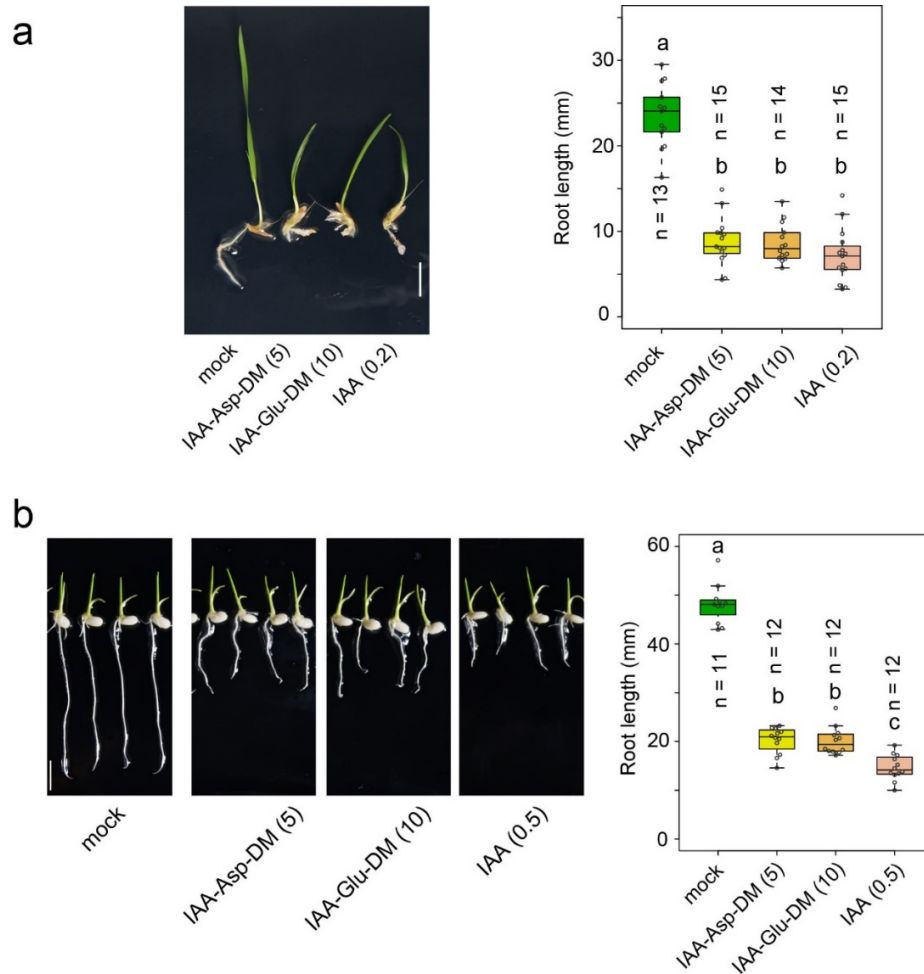 a
mock
IAA-Asp-DM (5)
IAA-Glu-DM (10)
IAA (0.2)
Root length (mm)
30
20
10
0
a
n = 13
n = 15
b
n = 14
b
n = 15
b
mock
IAA-Asp-DM (5)
IAA-Glu-DM (10)
IAA (0.2)
b
mock
IAA-Asp-DM (5)
IAA-Glu-DM (10)
IAA (0.5)
Root length (mm)
60
40
20
0
a
n = 11
n = 12
b
n = 12
b
n = 12
c
mock
IAA-Asp-DM (5)
IAA-Glu-DM (10)
IAA (0.5)